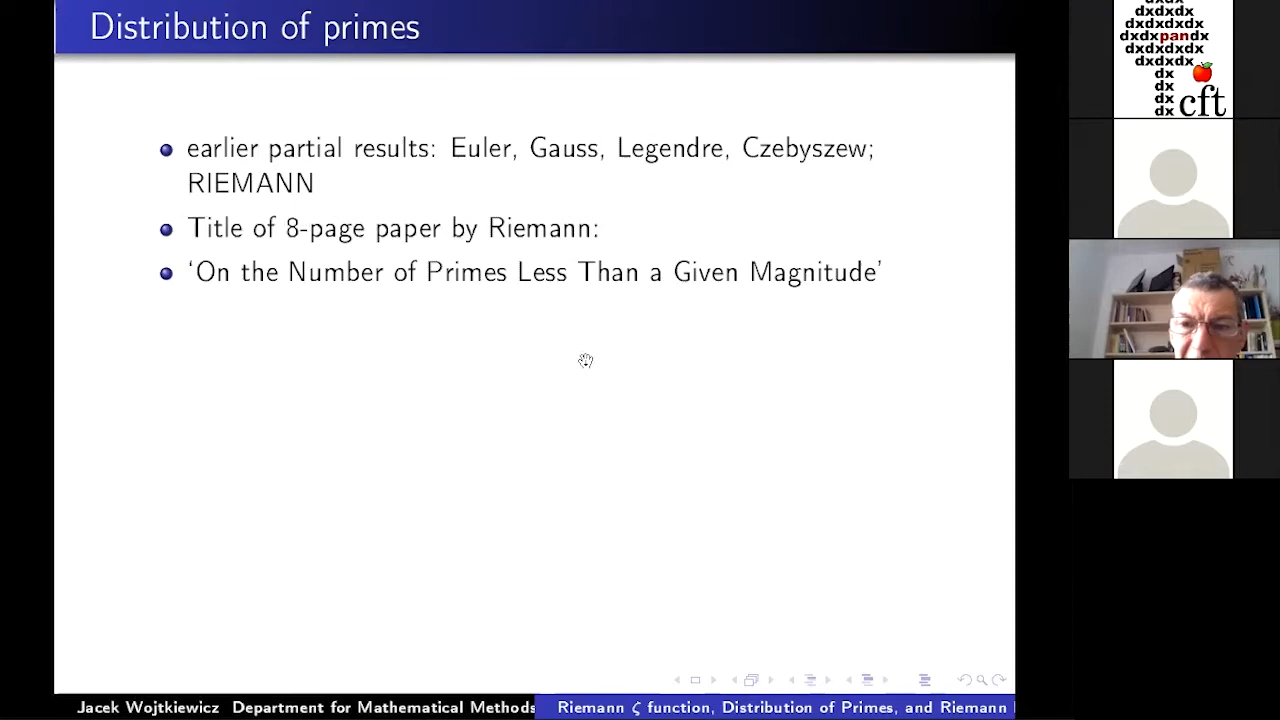 Distribution of primes
earlier partial results: Euler, Gauss, Legendre, Czebyszew;
RIEMANN
Title of 8-page paper by Riemann:
‘On the Number of Primes Less Than a Given Magnitude’
Jacek Wojtkiewicz Department for Mathematical Methods
Riemann ζ function, Distribution of Primes, and Riemann
dxdxdx
dxdxdx
dxdxdxdx
dxdxpandx
dxdxdxdx
dxdxdx
dx
dx
dx
dx
cft